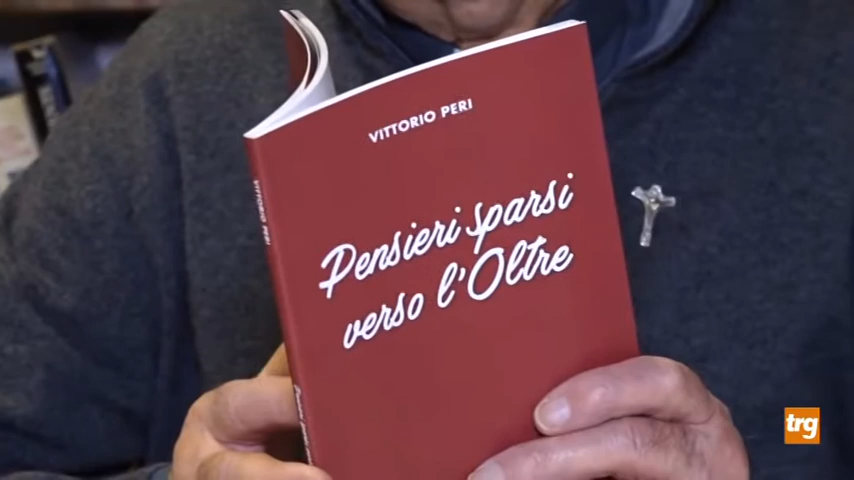 VITTORIO PERI
Pensieri sparsi
verso l'Oltre
VITTORIO PERI
trg